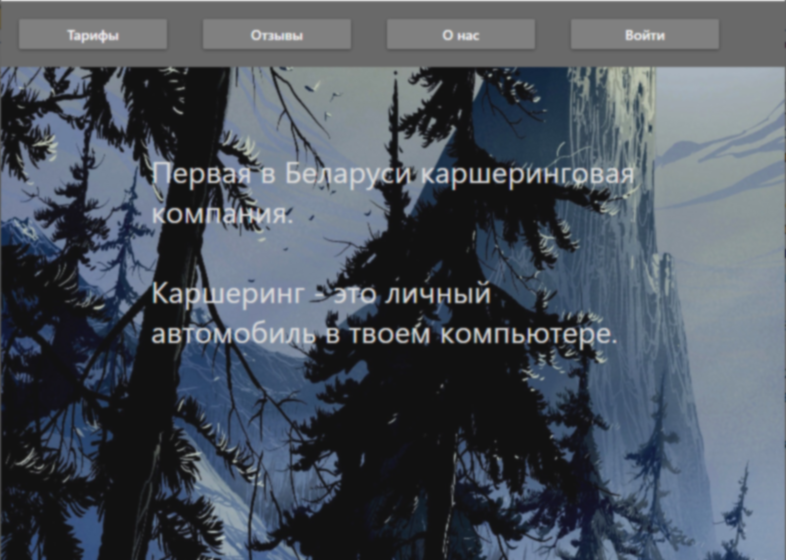 Тарифы
Отзывы
О нас
Войти
Первая в Беларуси каршеринговая
компания.
Каршеринг - это личный
автомобиль в твоем компьютере.